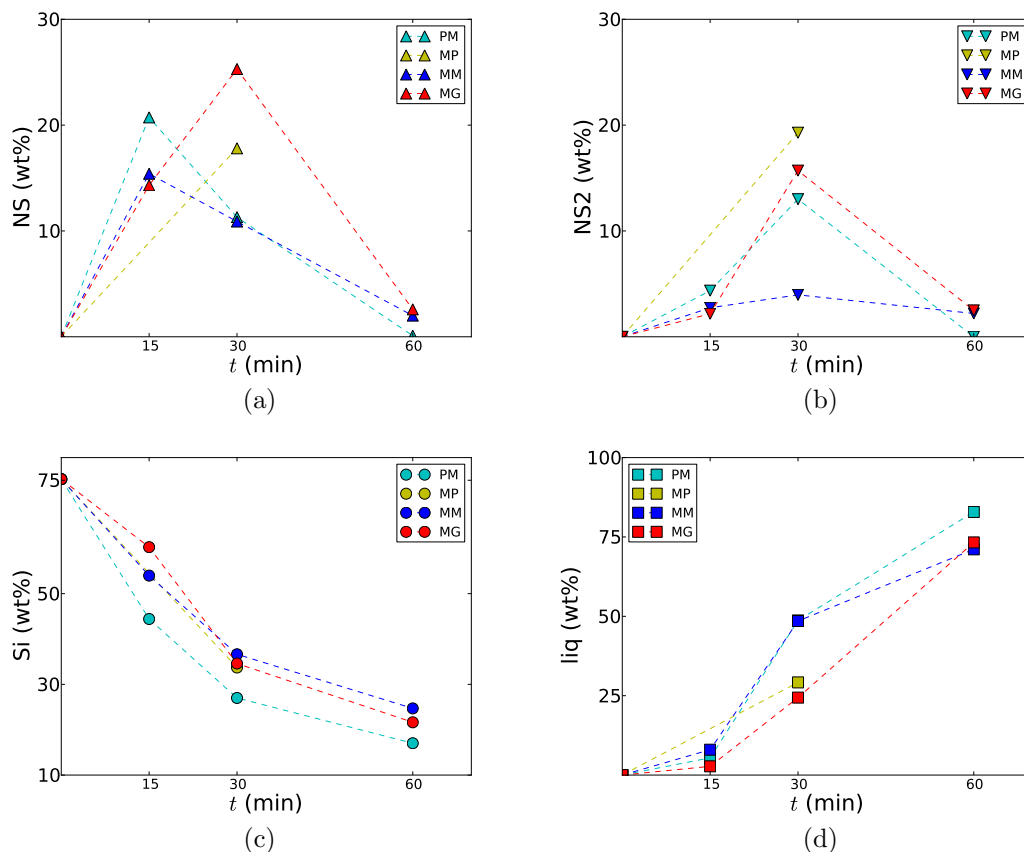 30
20
10
NS (wt%)
PM
MP
MM
MG
15
30
60
t (min)
(a)
30
20
10
NS2 (wt%)
PM
MP
MM
MG
15
30
60
t (min)
(b)
75
50
30
10
Si (wt%)
PM
MP
MM
MG
15
30
60
t (min)
(c)
100
75
50
25
liq (wt%)
PM
MP
MM
MG
15
30
60
t (min)
(d)